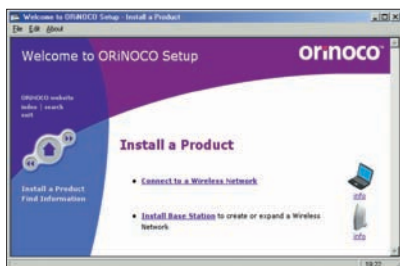 Welcome to ORiNOCO Setup - Install a Product
File Edit About
Welcome to ORiNOCO Setup
orinoco
ORiNOCO website
index | search
exit
Install a Product
Connect to a Wireless Network
info
Install a Product
Find Information
Install Base Station to create or expand a Wireless
Network
info
19:22